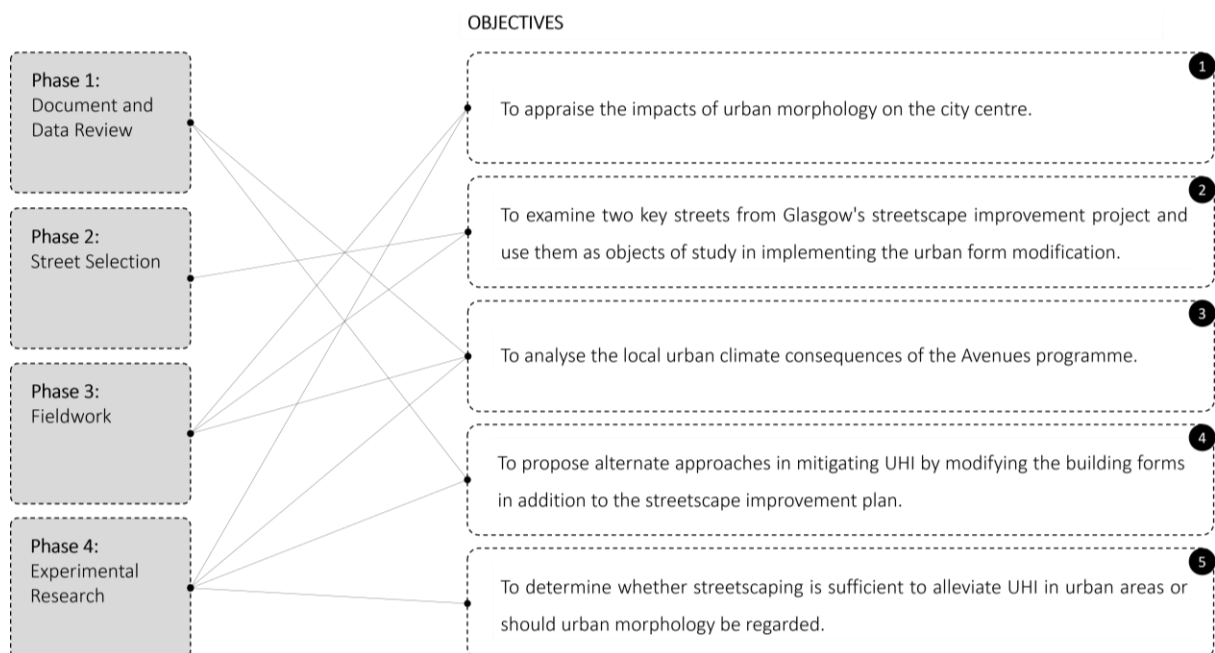 OBJECTIVES
Phase 1:
Document and
Data Review
Phase 2:
Street Selection
Phase 3:
Fieldwork
Phase 4:
Experimental
Research
1
To appraise the impacts of urban morphology on the city centre.
2
To examine two key streets from Glasgow's streetscape improvement project and
use them as objects of study in implementing the urban form modification.
3
To analyse the local urban climate consequences of the Avenues programme.
4
To propose alternate approaches in mitigating UHI by modifying the building forms
in addition to the streetscape improvement plan.
5
To determine whether streetscaping is sufficient to alleviate UHI in urban areas or
should urban morphology be regarded.